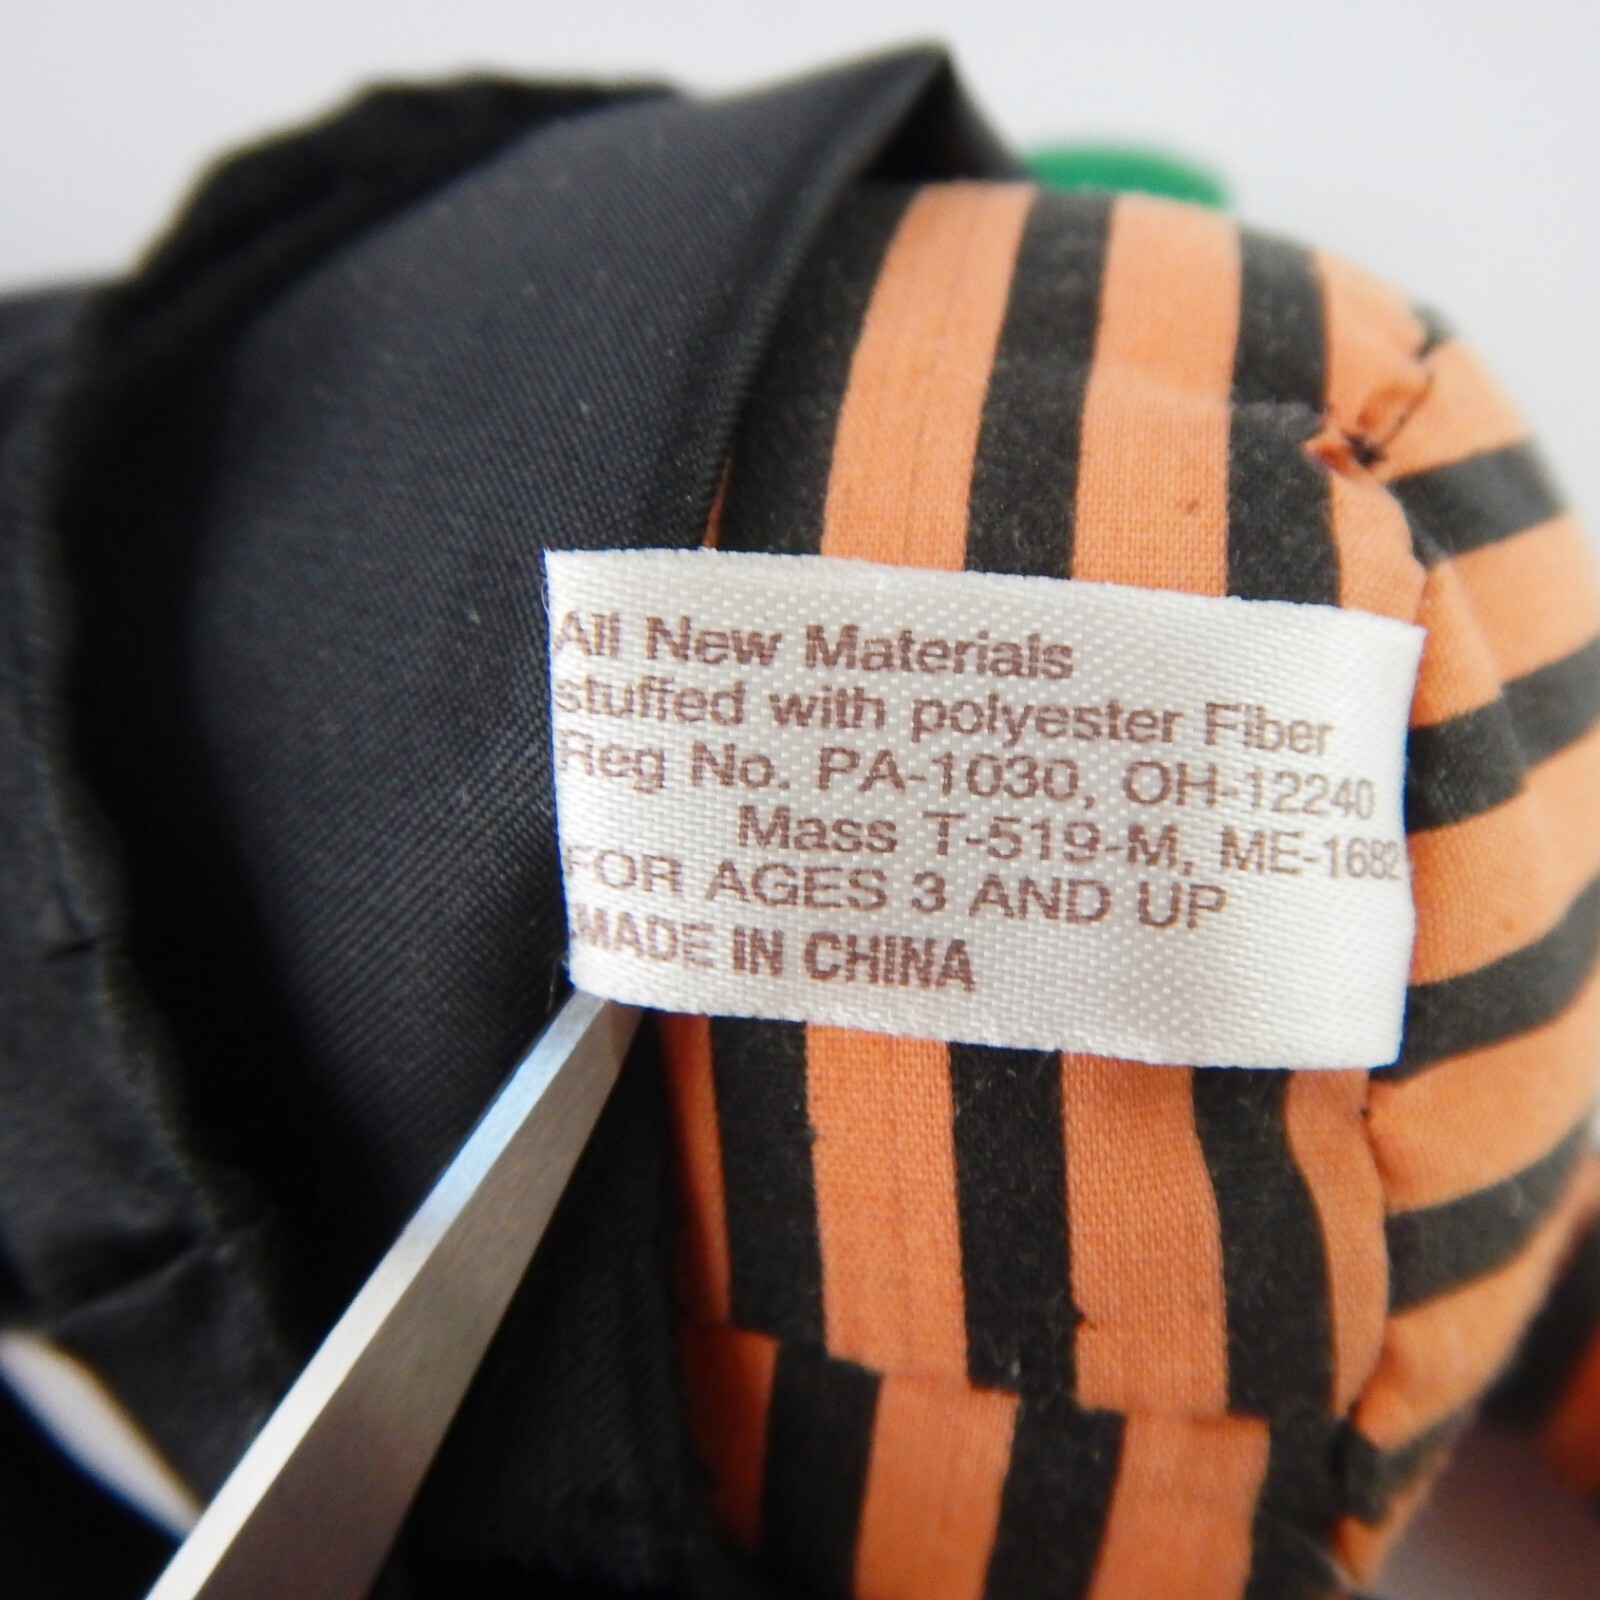 All New Materials
stuffed with polyester Fiber
Reg No. PA-1030, OH-12240
Mass T-519-M, ME-1682
FOR AGES 3 AND UP
MADE IN CHINA